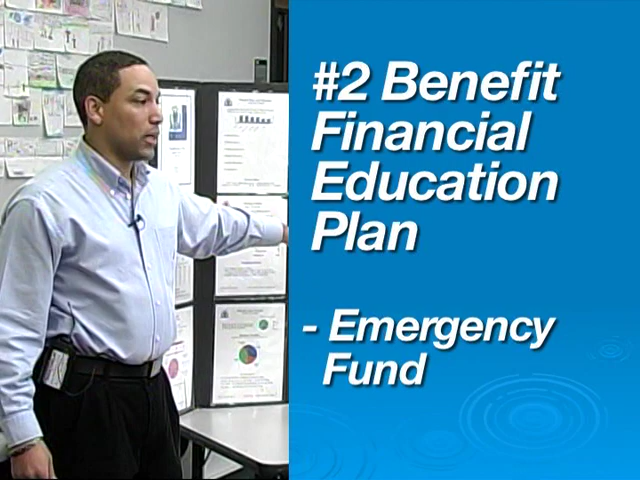 #2 Benefit
Financial
Education
Plan
- Emergency
Fund